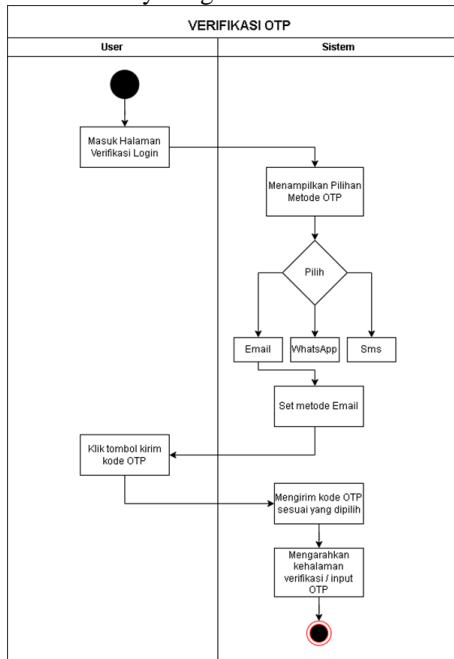 VERIFIKASI OTP
User
Sistem
Masuk Halaman
Verifikasi Login
Menampilkan Pilihan
Metode OTP
Pilih
Email
WhatsApp
Sms
Set metode Email
Klik tombol kirim
kode OTP
Mengirim kode OTP
sesuai yang dipilih
Mengarahkan
kehalaman
verifikasi / input
OTP